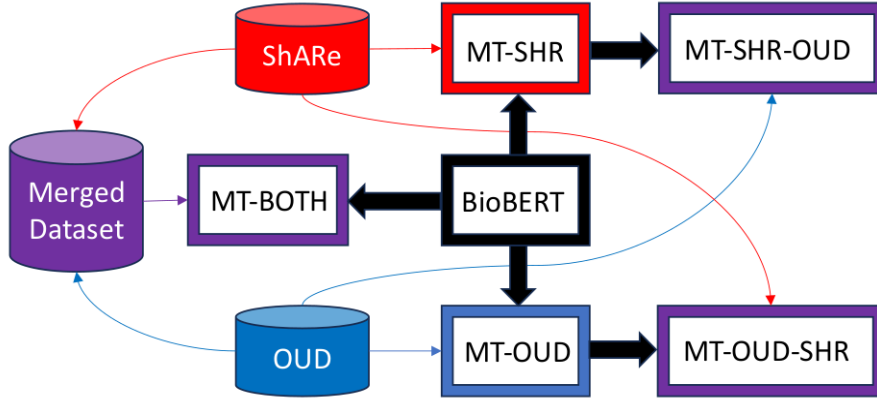 ShARe
MT-SHR
MT-SHR-OUD
Merged
Dataset
MT-BOTH
BioBERT
OUD
MT-OUD
MT-OUD-SHR